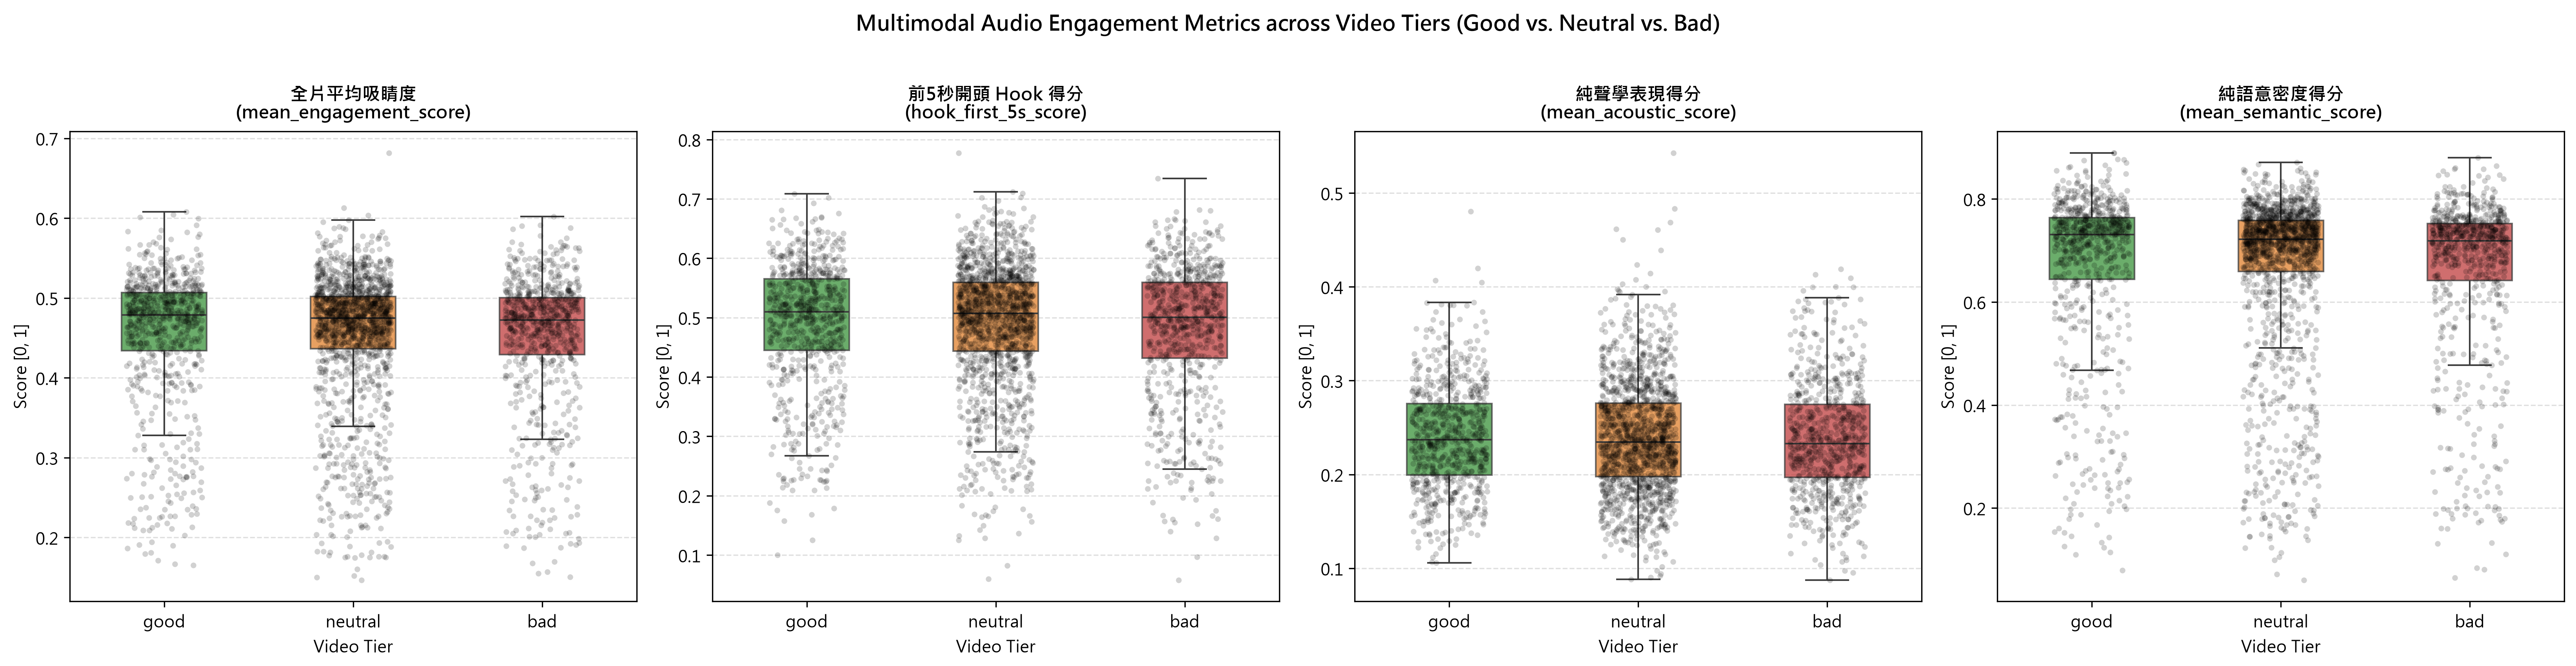 Multimodal Audio Engagement Metrics across Video Tiers (Good vs. Neutral vs. Bad)
全片平均吸睛度
(mean_engagement_score)
0.7
0.6
0.5
0.4
0.3
0.2
Score [0, 1]
good
neutral
bad
Video Tier
前5秒開頭 Hook 得分
(hook_first_5s_score)
0.8
0.7
0.6
0.5
0.4
0.3
0.2
0.1
Score [0, 1]
good
neutral
bad
Video Tier
純聲學表現得分
(mean_acoustic_score)
0.5
0.4
0.3
0.2
0.1
Score [0, 1]
good
neutral
bad
Video Tier
純語意密度得分
(mean_semantic_score)
0.8
0.6
0.4
0.2
Score [0, 1]
good
neutral
bad
Video Tier